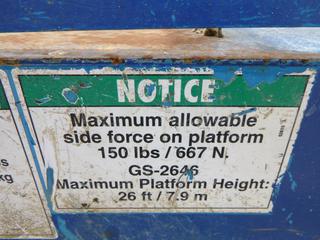 NOTICE
Maximum allowable
side force on platform
150 lbs / 667 N.
GS-2646
Maximum Platform Height:
26 ft / 7.9 m